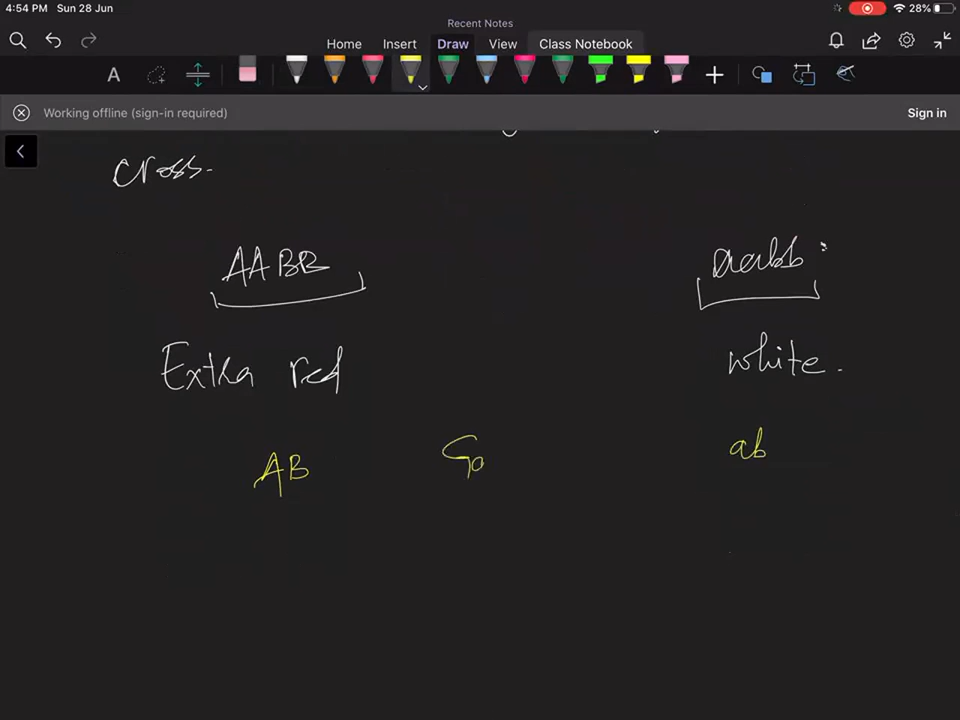 4:54 PM Sun 28 Jun 28%
Recent Notes
Home Insert Draw View Class Notebook
A
Working offline (sign-in required) Sign in
cross.
AABB aabb
Extra red white.
AB Ga ab